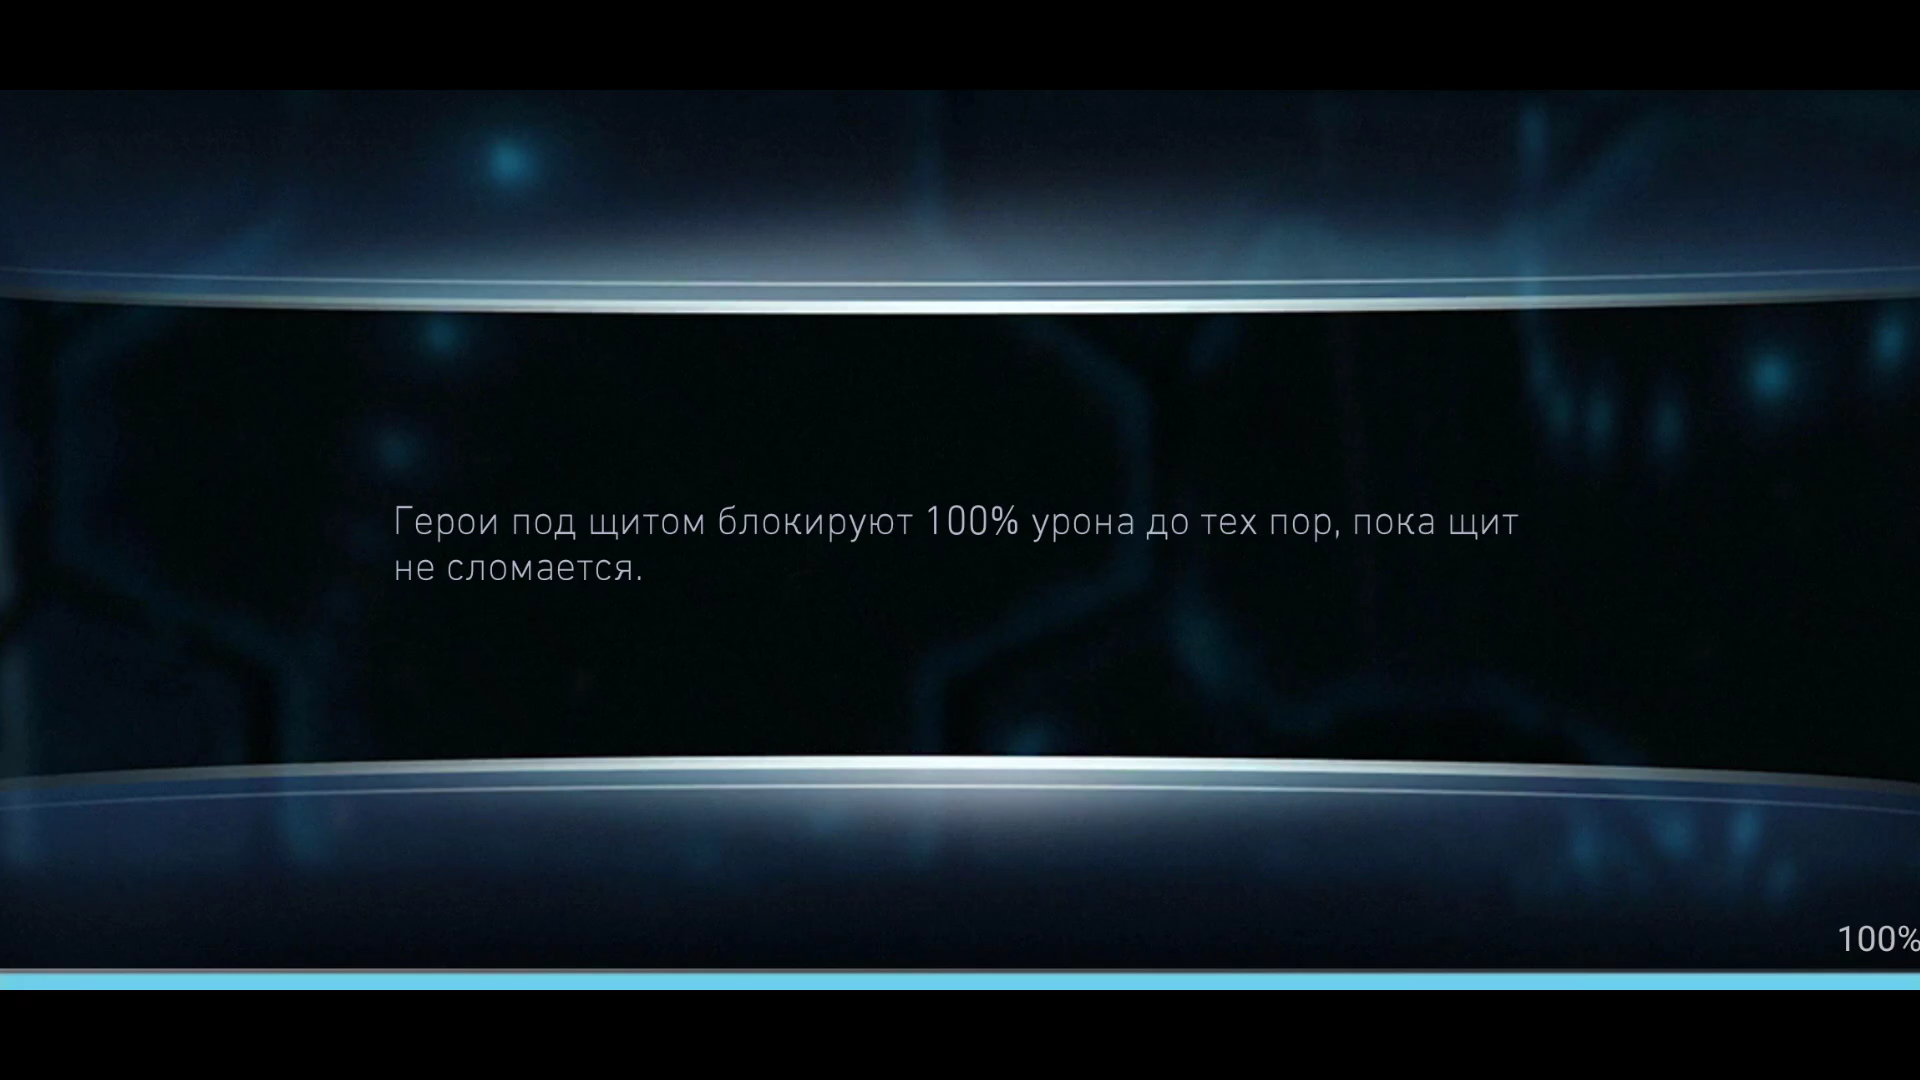 Герои под щитом блокируют 100% урона до тех пор, пока щит
не сломается.
100%